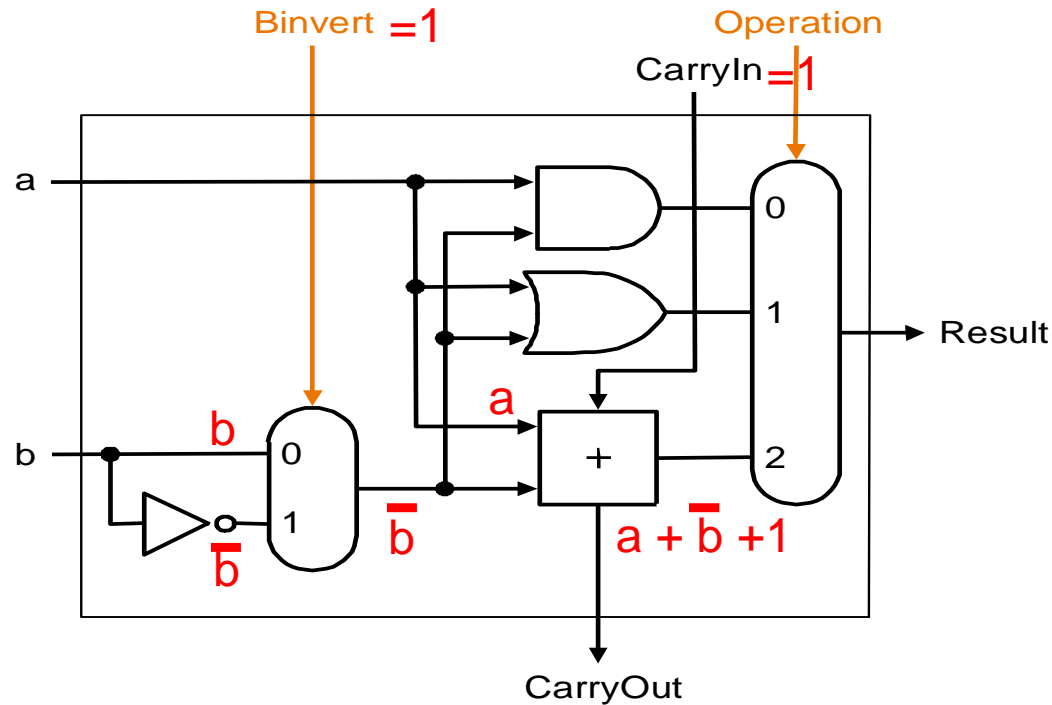 Binvert =1
Operation
CarryIn =1
a
0
1
Result
a
b
b
0
+
2
1
b̅
b̅
a + b̅ +1
CarryOut